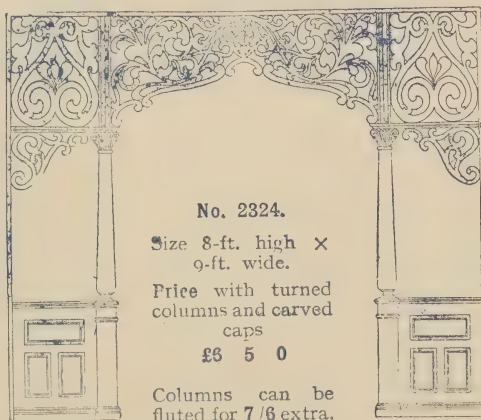 No. 2324.
Size 8-ft. high ×
9-ft. wide.
Price with turned
columns and carved
caps
£6 5 0
Columns can be
fluted for 7/6 extra.